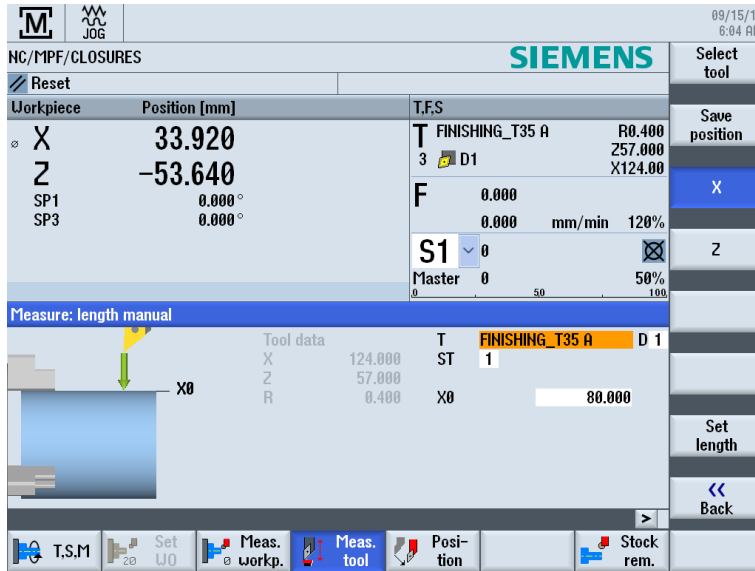 M
JOG
09/15/1
6:04 A
NC/MPF/CLOSURES
SIEMENS
Select
tool
Reset
Save
position
Workpiece Position [mm]
T,F,S
⌀ X 33.920
Z -53.640
SP1 0.000°
SP3 0.000°
T FINISHING_T35 A R0.400
3 D1 Z57.000
X124.00
F 0.000
0.000 mm/min 120%
S1 0
Master 0 50%
0 50 100
X
Z
Measure: length manual
X0
Tool data
X 124.000
Z 57.000
R 0.400
T FINISHING_T35 A D 1
ST 1
X0 80.000
Set
length
<<
Back
>
T,S,M
20
Set
WO
⌀
Meas.
workp.
Meas.
tool
Posi-
tion
Stock
rem.